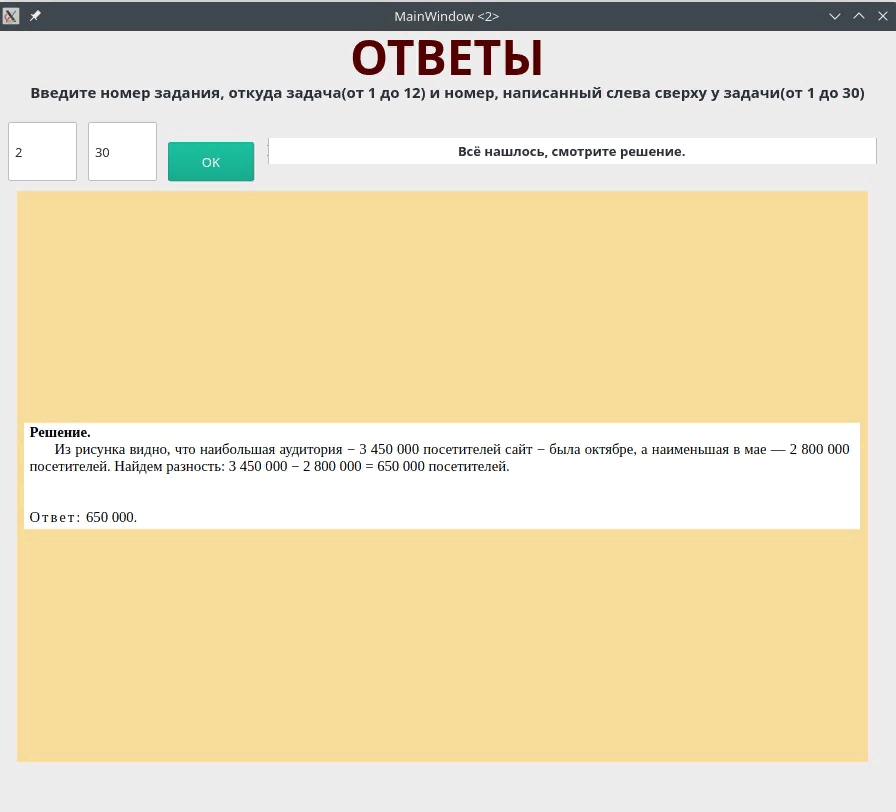 MainWindow <2>
ОТВЕТЫ
Введите номер задания, откуда задача(от 1 до 12) и номер, написанный слева сверху у задачи(от 1 до 30)
2
30
OK
Всё нашлось, смотрите решение.
Решение.
Из рисунка видно, что наибольшая аудитория − 3 450 000 посетителей сайт − была октябре, а наименьшая в мае — 2 800 000
посетителей. Найдем разность: 3 450 000 − 2 800 000 = 650 000 посетителей.
Ответ: 650 000.